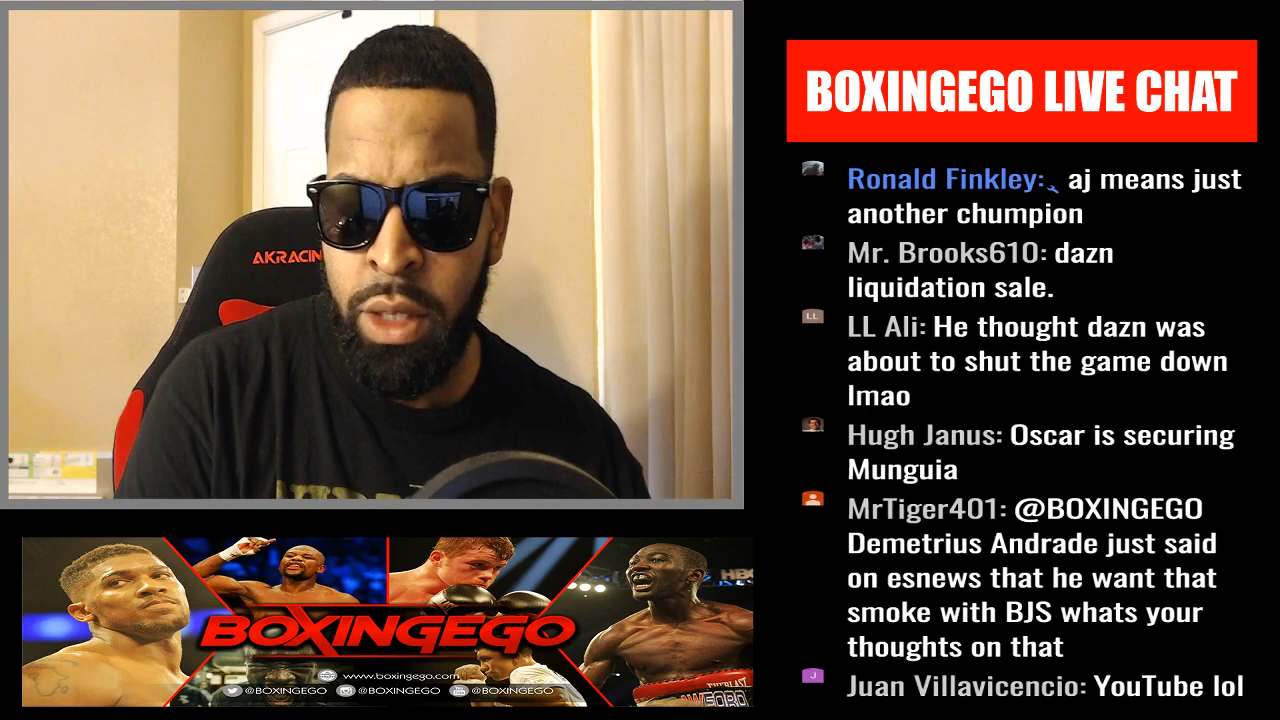 BOXINGEGO LIVE CHAT
Ronald Finkley: aj means just
another chumpion
Mr. Brooks610: dazn
liquidation sale.
LL
LL Ali: He thought dazn was
about to shut the game down
lmao
Hugh Janus: Oscar is securing
Munguia
MrTiger401: @BOXINGEGO
Demetrius Andrade just said
on esnews that he want that
smoke with BJS whats your
thoughts on that
J
Juan Villavicencio: YouTube lol
AKRACIN
HBO
BOXINGEGO
www.boxingego.com
@BOXINGEGO @BOXINGEGO @BOXINGEGO
EVERLAST